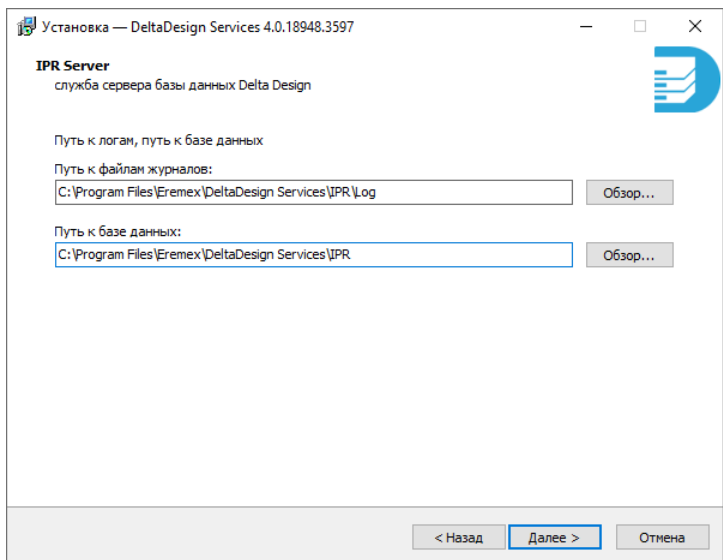 Установка — DeltaDesign Services 4.0.18948.3597
IPR Server
служба сервера базы данных Delta Design
Путь к логам, путь к базе данных
Путь к файлам журналов:
C:\Program Files\Eremex\DeltaDesign Services\IPR\Log
Обзор...
Путь к базе данных:
C:\Program Files\Eremex\DeltaDesign Services\IPR
Обзор...
< Назад
Далее >
Отмена